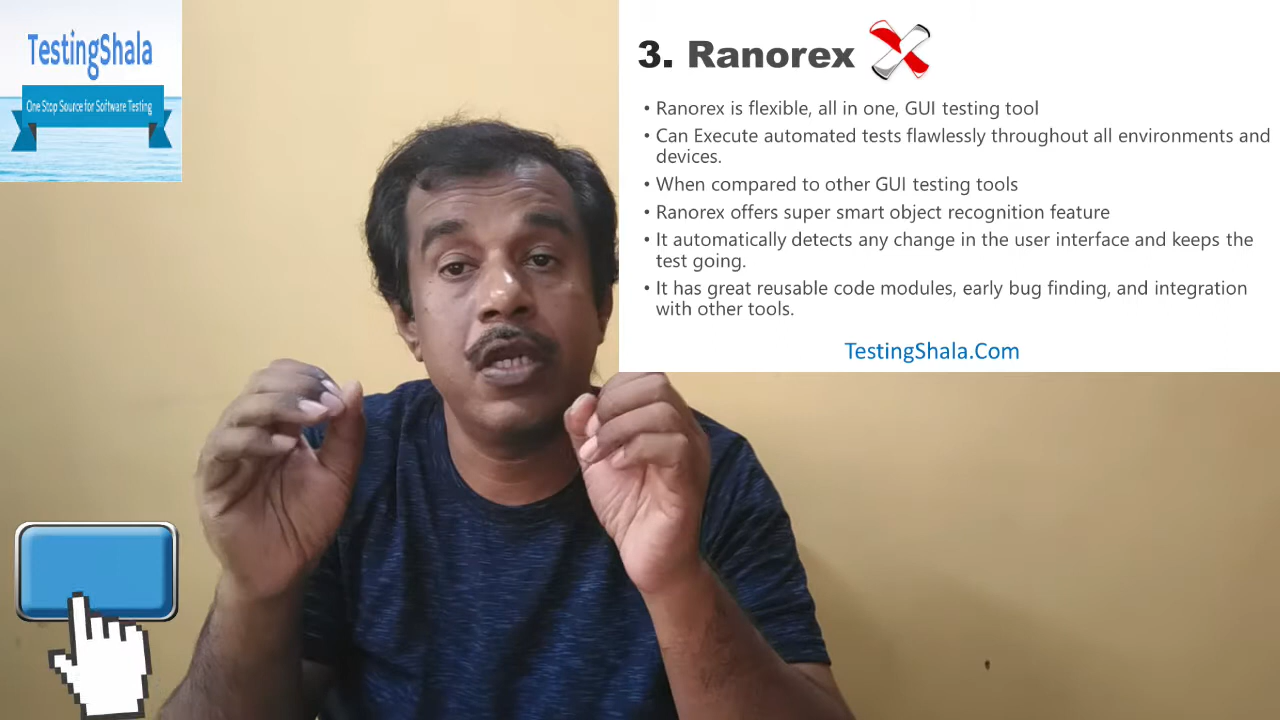 TestingShala
One Stop Source for Software Testing
3. Ranorex
• Ranorex is flexible, all in one, GUI testing tool
• Can Execute automated tests flawlessly throughout all environments and
devices.
• When compared to other GUI testing tools
• Ranorex offers super smart object recognition feature
• It automatically detects any change in the user interface and keeps the
test going.
• It has great reusable code modules, early bug finding, and integration
with other tools.
TestingShala.Com